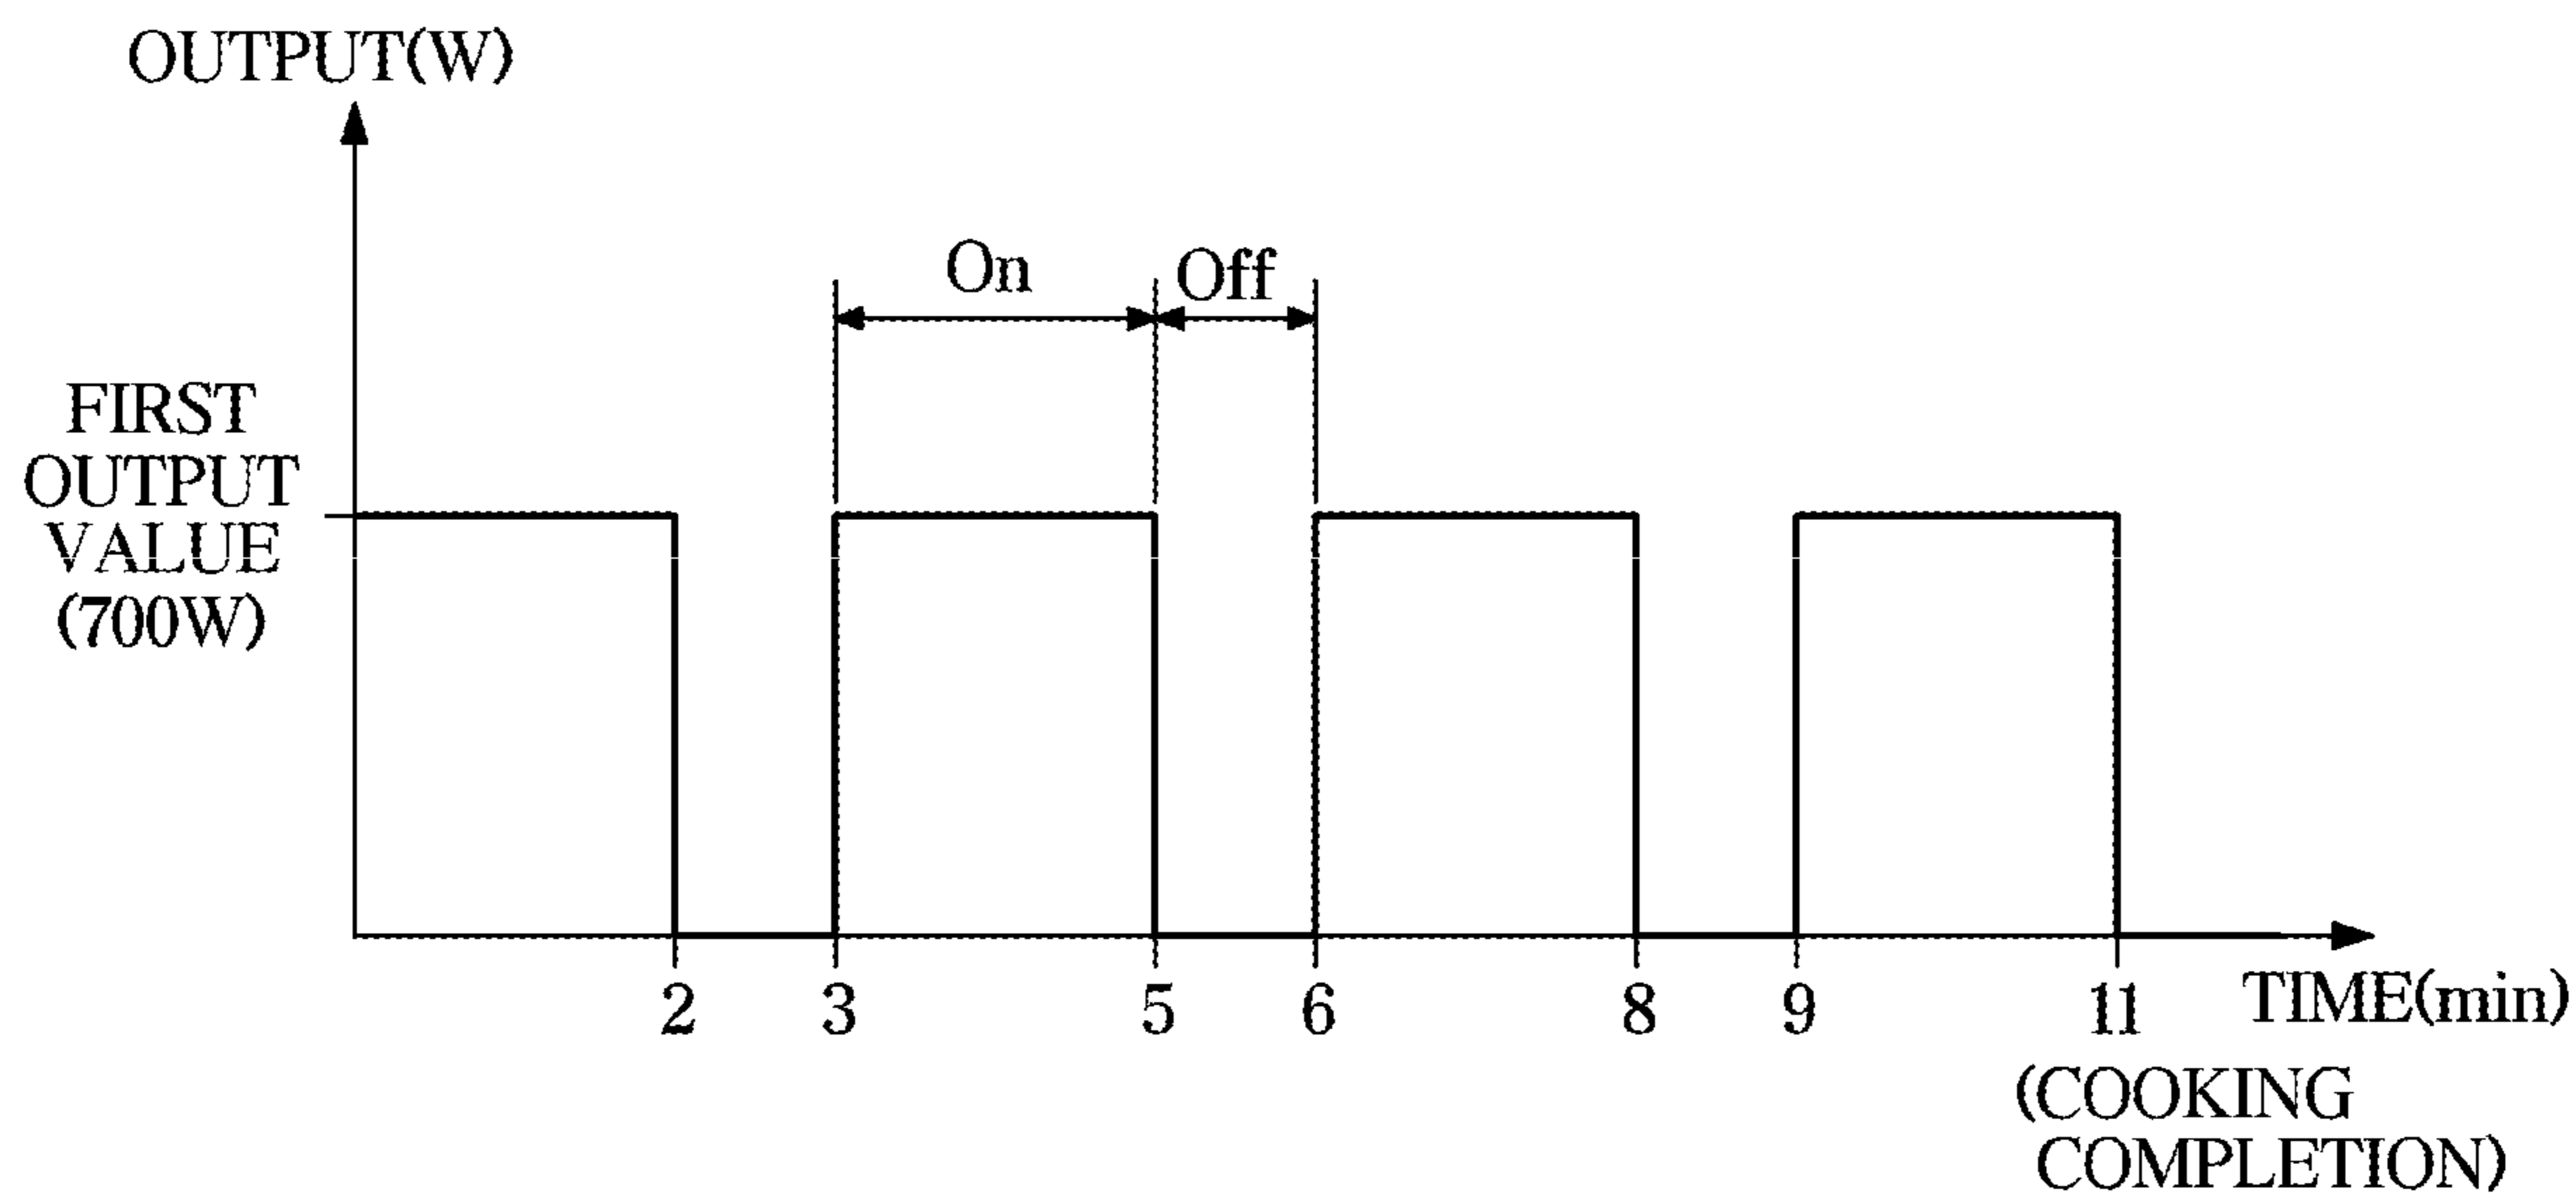 OUTPUT(W)
On
Off
FIRST
OUTPUT
VALUE
(700W)
2
3
5
6
8
9
11
TIME(min)
(COOKING
COMPLETION)